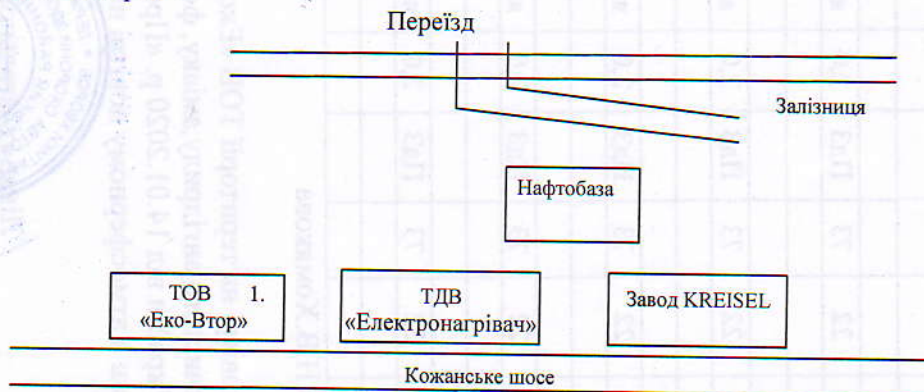 Переїзд
Залізниця
Нафтобаза
ТОВ 1.
«Еко-Втор»
ТДВ
«Електронагрівач»
Завод KREISEL
Кожанське шосе